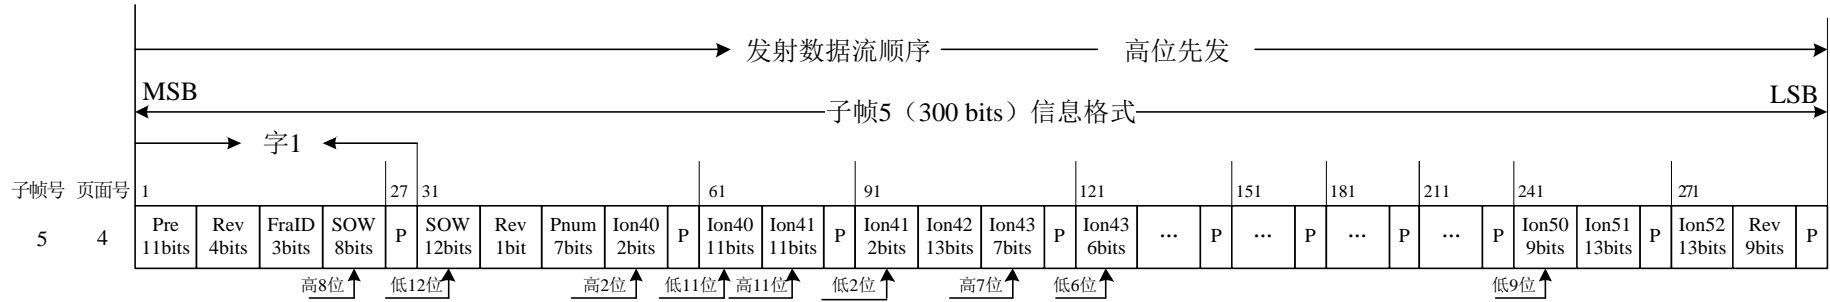 发射数据流顺序 高位先发
MSB LSB
子帧5(300 bits)信息格式
字1
子帧号 页面号 1 27 31 61 91 121 151 181 211 241 271
Pre Rev FraID SOW SOW Rev Pnum Ion40 Ion40 Ion41 Ion41 Ion42 Ion43 Ion43 Ion50 Ion51 Ion52 Rev
5 4 P P P P P ... P ... P ... P ... P P P
11bits 4bits 3bits 8bits 12bits 1bit 7bits 2bits 11bits 11bits 2bits 13bits 7bits 6bits 9bits 13bits 13bits 9bits
高8位 低12位 高2位 低11位 高11位 低2位 高7位 低6位 低9位